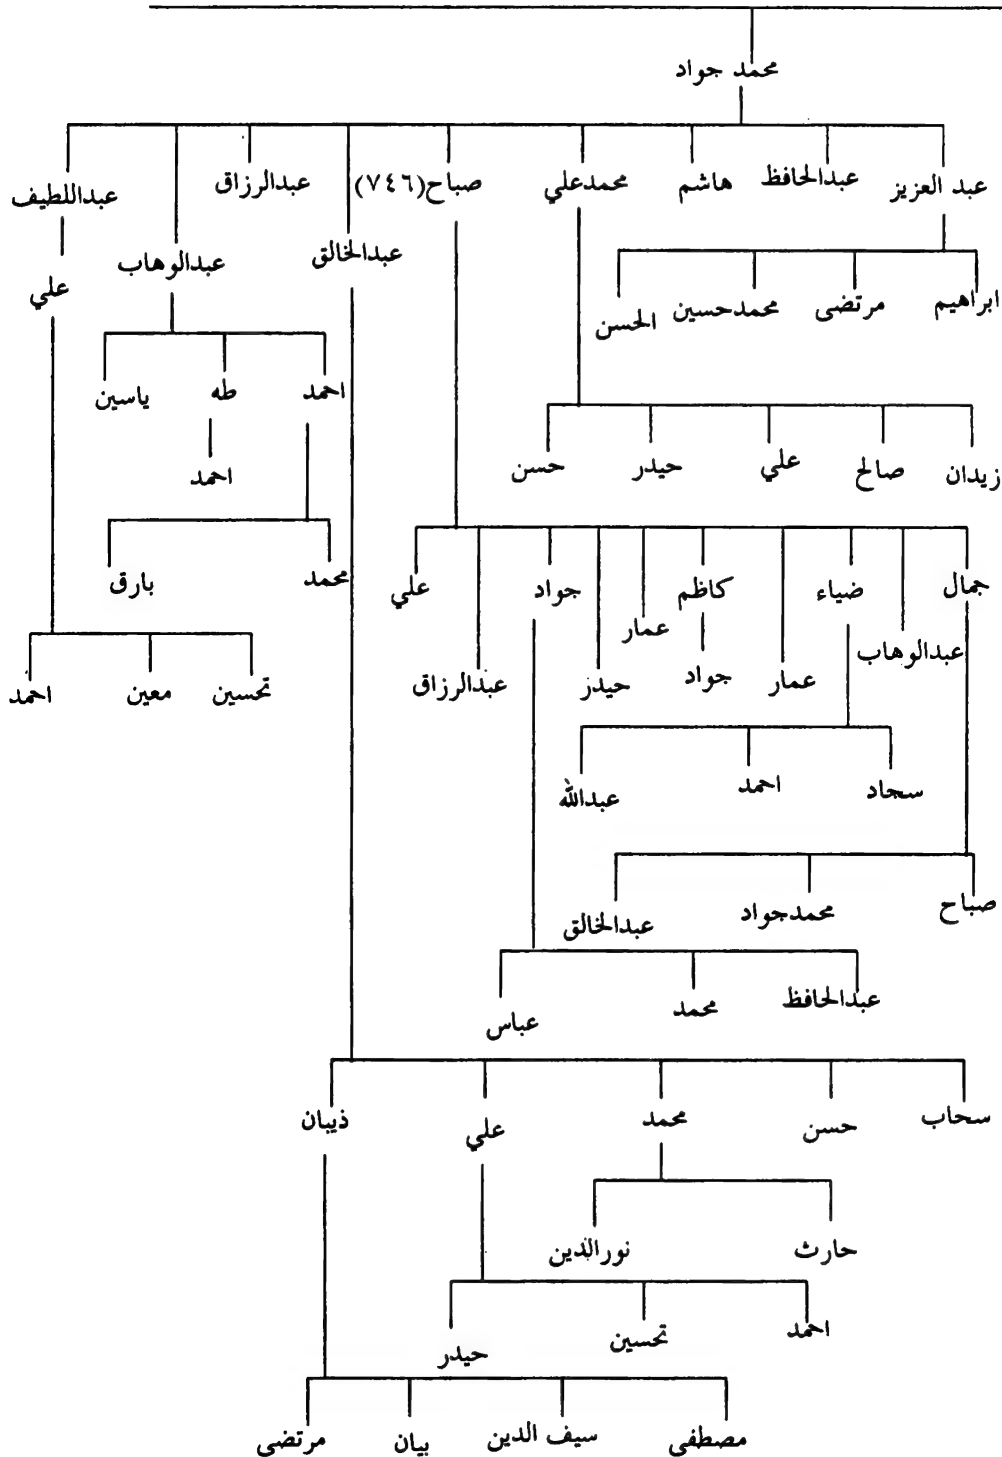 محمد جواد
عبد العزيز عبدالحافظ هاشم محمدعلي صباح(٧٤٦) عبدالرزاق عبداللطيف
عبدالخالق عبدالوهاب علي
ابراهيم مرتضى محمدحسين الحسن
احمد طه ياسين
زيدان صالح علي حيدر حسن احمد
جمال ضياء كاظم جواد علي محمد بارق
عبدالوهاب عمار
عمار جواد حيدر عبدالرزاق تحسين معين احمد
سجاد احمد عبدالله
صباح محمدجواد عبدالخالق
عبدالحافظ محمد عباس
سحاب حسن محمد علي ذيبان
حارث نورالدين
احمد تحسين حيدر
مصطفى سيف الدين بيان مرتضى